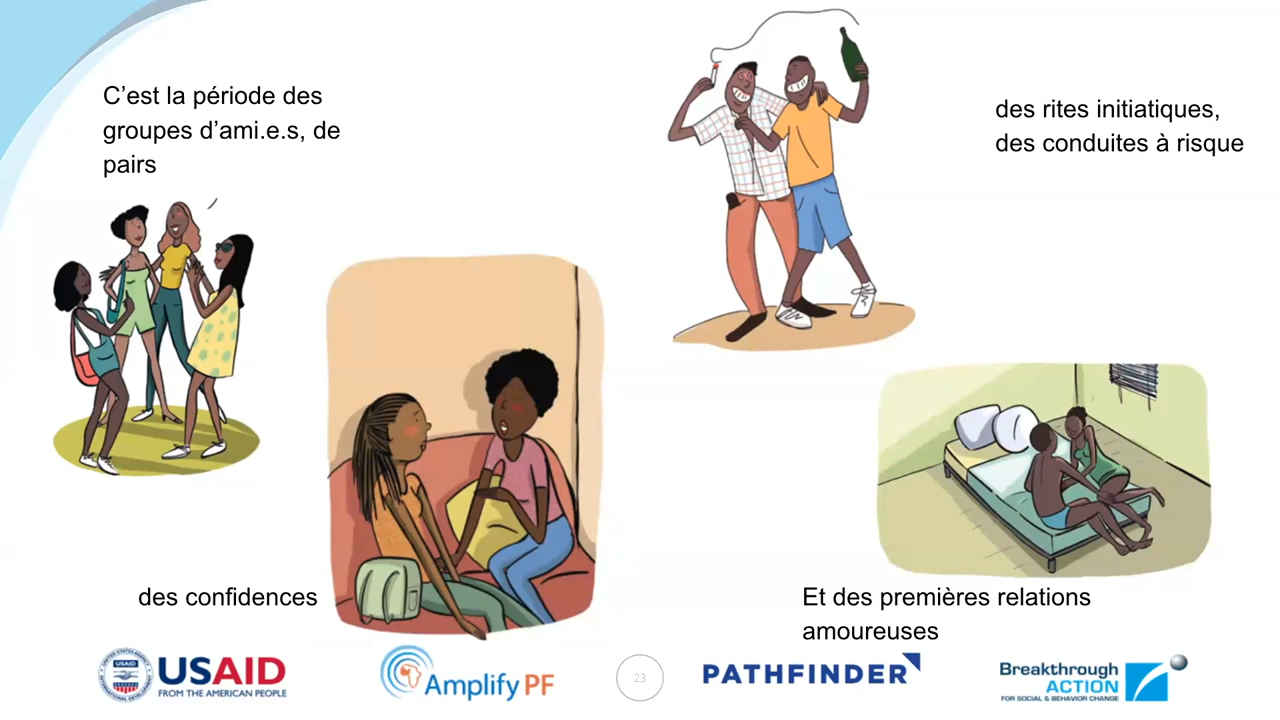 C’est la période des
groupes d’ami.e.s, de
pairs
des rites initiatiques,
des conduites à risque
des confidences
Et des premières relations
amoureuses
USAID
USAID
FROM THE AMERICAN PEOPLE
Amplify PF
23
PATHFINDER
Breakthrough
ACTION
FOR SOCIAL & BEHAVIOR CHANGE